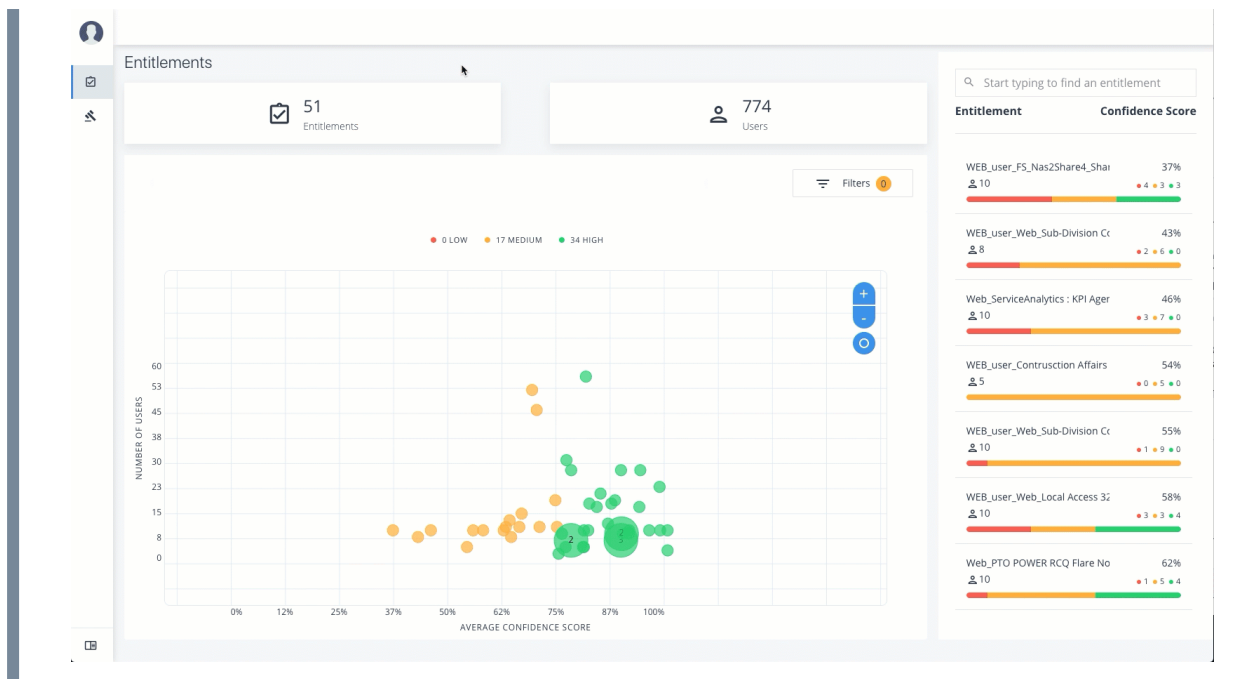 Entitlements
51
Entitlements
774
Users
Filters 0
0 LOW 17 MEDIUM 34 HIGH
+
-
60
53
45
38
30
23
15
8
0
NUMBER OF USERS
2
2
3
0% 12% 25% 37% 50% 62% 75% 87% 100%
AVERAGE CONFIDENCE SCORE
Start typing to find an entitlement
Entitlement Confidence Score
WEB_user_FS_Nas2Share4_Shar 37%
10 4 3 3
WEB_user_Web_Sub-Division Cc 43%
8 2 6 0
Web_ServiceAnalytics : KPI Ager 46%
10 3 7 0
WEB_user_Contrusction Affairs 54%
5 0 5 0
WEB_user_Web_Sub-Division Cc 55%
10 1 9 0
WEB_user_Web_Local Access 32 58%
10 3 3 4
Web_PTO POWER RCQ Flare No 62%
10 1 5 4